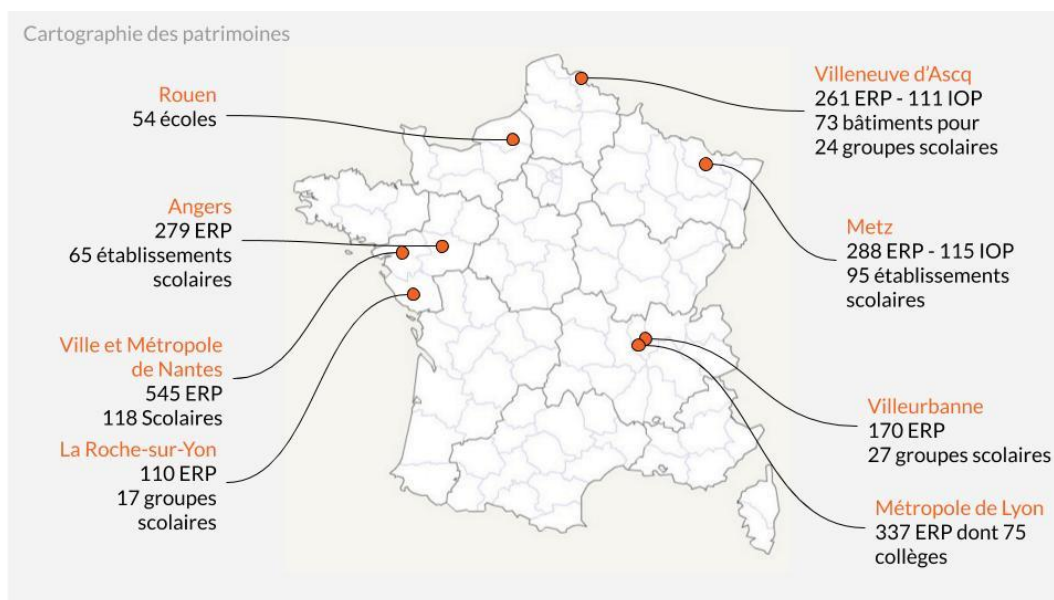 Cartographie des patrimoines
Rouen
54 écoles
Angers
279 ERP
65 établissements
scolaires
Ville et Métropole
de Nantes
545 ERP
118 Scolaires
La Roche-sur-Yon
110 ERP
17 groupes
scolaires
Villeneuve d’Ascq
261 ERP - 111 IOP
73 bâtiments pour
24 groupes scolaires
Metz
288 ERP - 115 IOP
95 établissements
scolaires
Villeurbanne
170 ERP
27 groupes scolaires
Métropole de Lyon
337 ERP dont 75
collèges